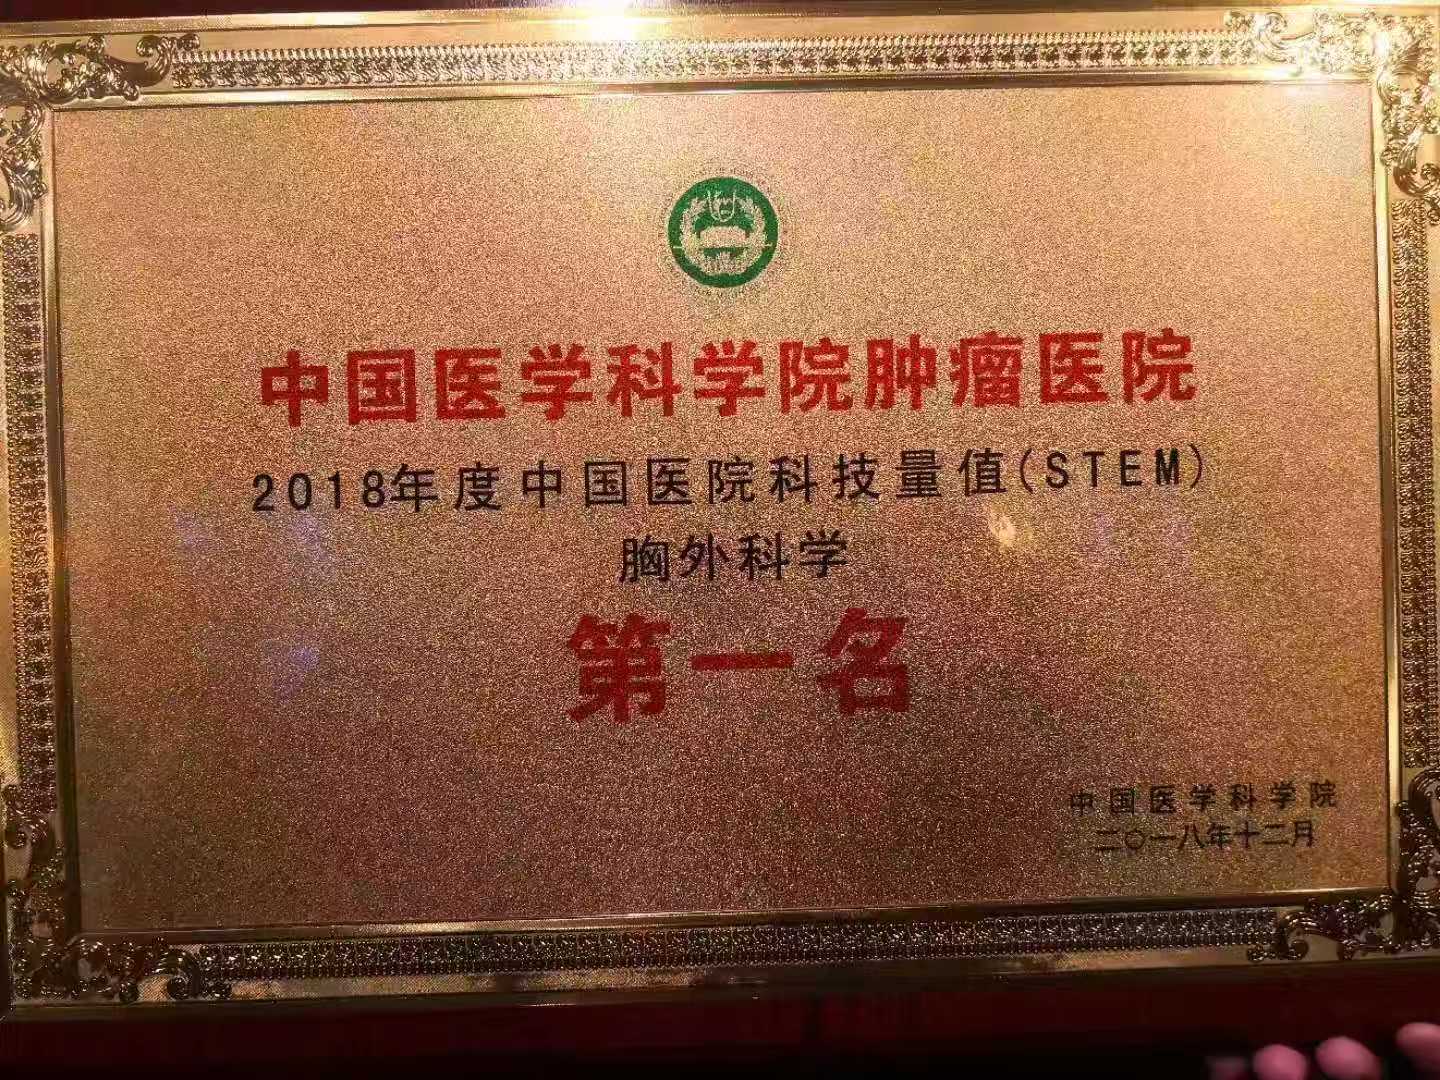 中国医学科学院肿瘤医院
2018年度中国医院科技量值(STEM)
胸外科学
第一名
中国医学科学院
二〇一八年十二月